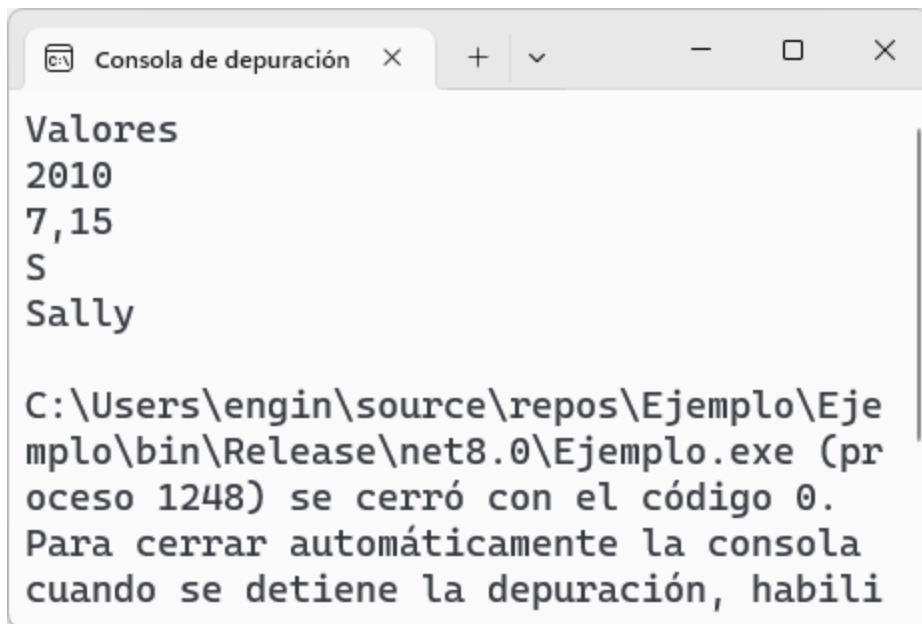 Consola de depuración
Valores
2010
7,15
S
Sally
C:\Users\engin\source\repos\Ejemplo\Eje
mplo\bin\Release\net8.0\Ejemplo.exe (pr
oceso 1248) se cerró con el código 0.
Para cerrar automáticamente la consola
cuando se detiene la depuración, habili